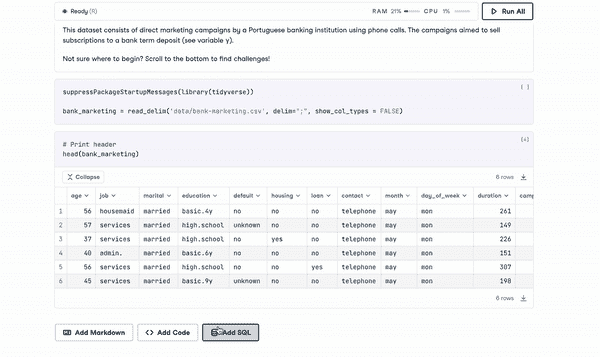 Ready (R) RAM 21% CPU 1% Run All
This dataset consists of direct marketing campaigns by a Portuguese banking institution using phone calls. The campaigns aimed to sell
subscriptions to a bank term deposit (see variable y).
Not sure where to begin? Scroll to the bottom to find challenges!
suppressPackageStartupMessages(library(tidyverse)) [ ]
bank_marketing = read_delim('data/bank-marketing.csv', delim=";", show_col_types = FALSE)
# Print header [4]
head(bank_marketing)
Collapse 6 rows
age job marital education default housing loan contact month day_of_week duration camp
1 56 housemaid married basic.4y no no no telephone may mon 261
2 57 services married high.school unknown no no telephone may mon 149
3 37 services married high.school no yes no telephone may mon 226
4 40 admin. married basic.6y no no no telephone may mon 151
5 56 services married high.school no no yes telephone may mon 307
6 45 services married basic.9y unknown no no telephone may mon 198
6 rows
Add Markdown Add Code Add SQL